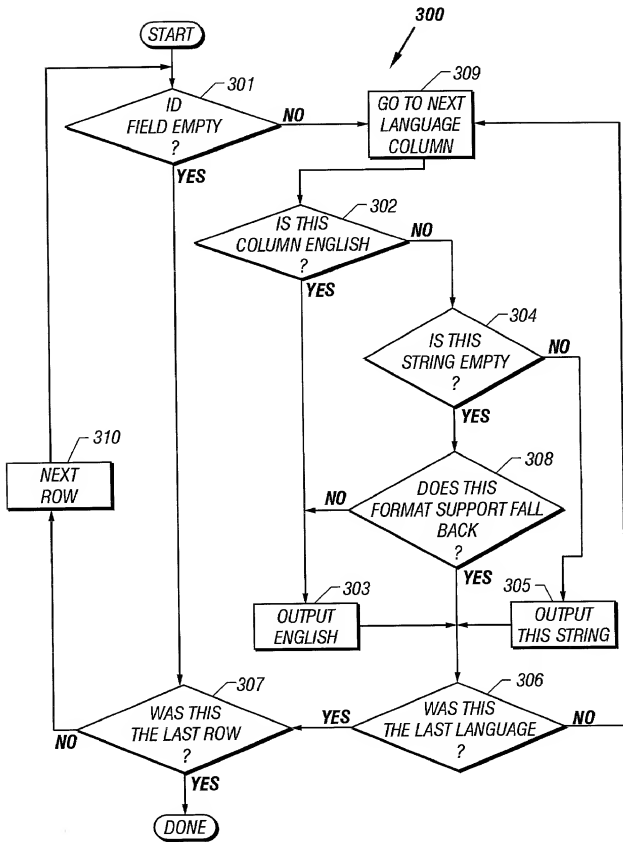 START
300
301
309
ID
FIELD EMPTY
?
NO
YES
GO TO NEXT
LANGUAGE
COLUMN
302
IS THIS
COLUMN ENGLISH
?
NO
YES
304
IS THIS
STRING EMPTY
?
NO
YES
310
NEXT
ROW
308
DOES THIS
FORMAT SUPPORT FALL
BACK
?
NO
YES
303
OUTPUT
ENGLISH
305
OUTPUT
THIS STRING
307
WAS THIS
THE LAST ROW
?
NO
YES
306
WAS THIS
THE LAST LANGUAGE
?
YES
NO
DONE